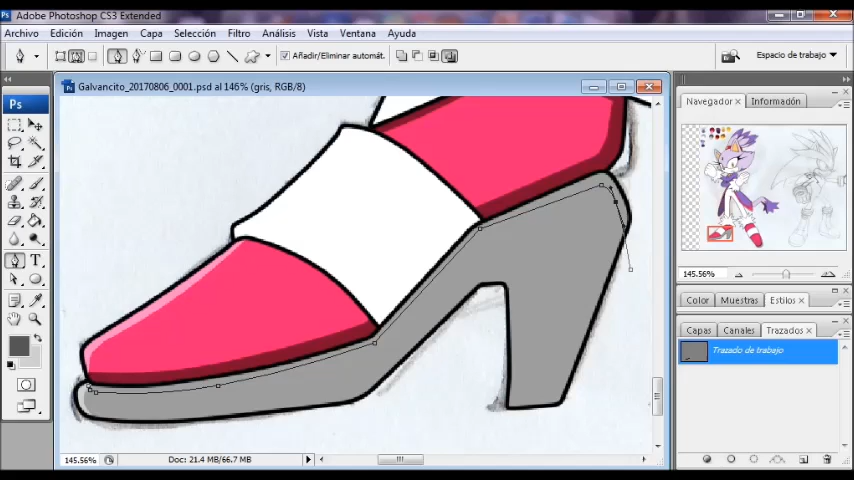 Adobe Photoshop CS3 Extended
Archivo Edición Imagen Capa Selección Filtro Análisis Vista Ventana Ayuda
Añadir/Eliminar automát. Espacio de trabajo
Ps
Galvancito_20170806_0001.psd al 146% (gris, RGB/8)
Navegador Información
145.56%
Color Muestras Estilos
Capas Canales Trazados
Trazado de trabajo
145.56% Doc: 21.4 MB/66.7 MB